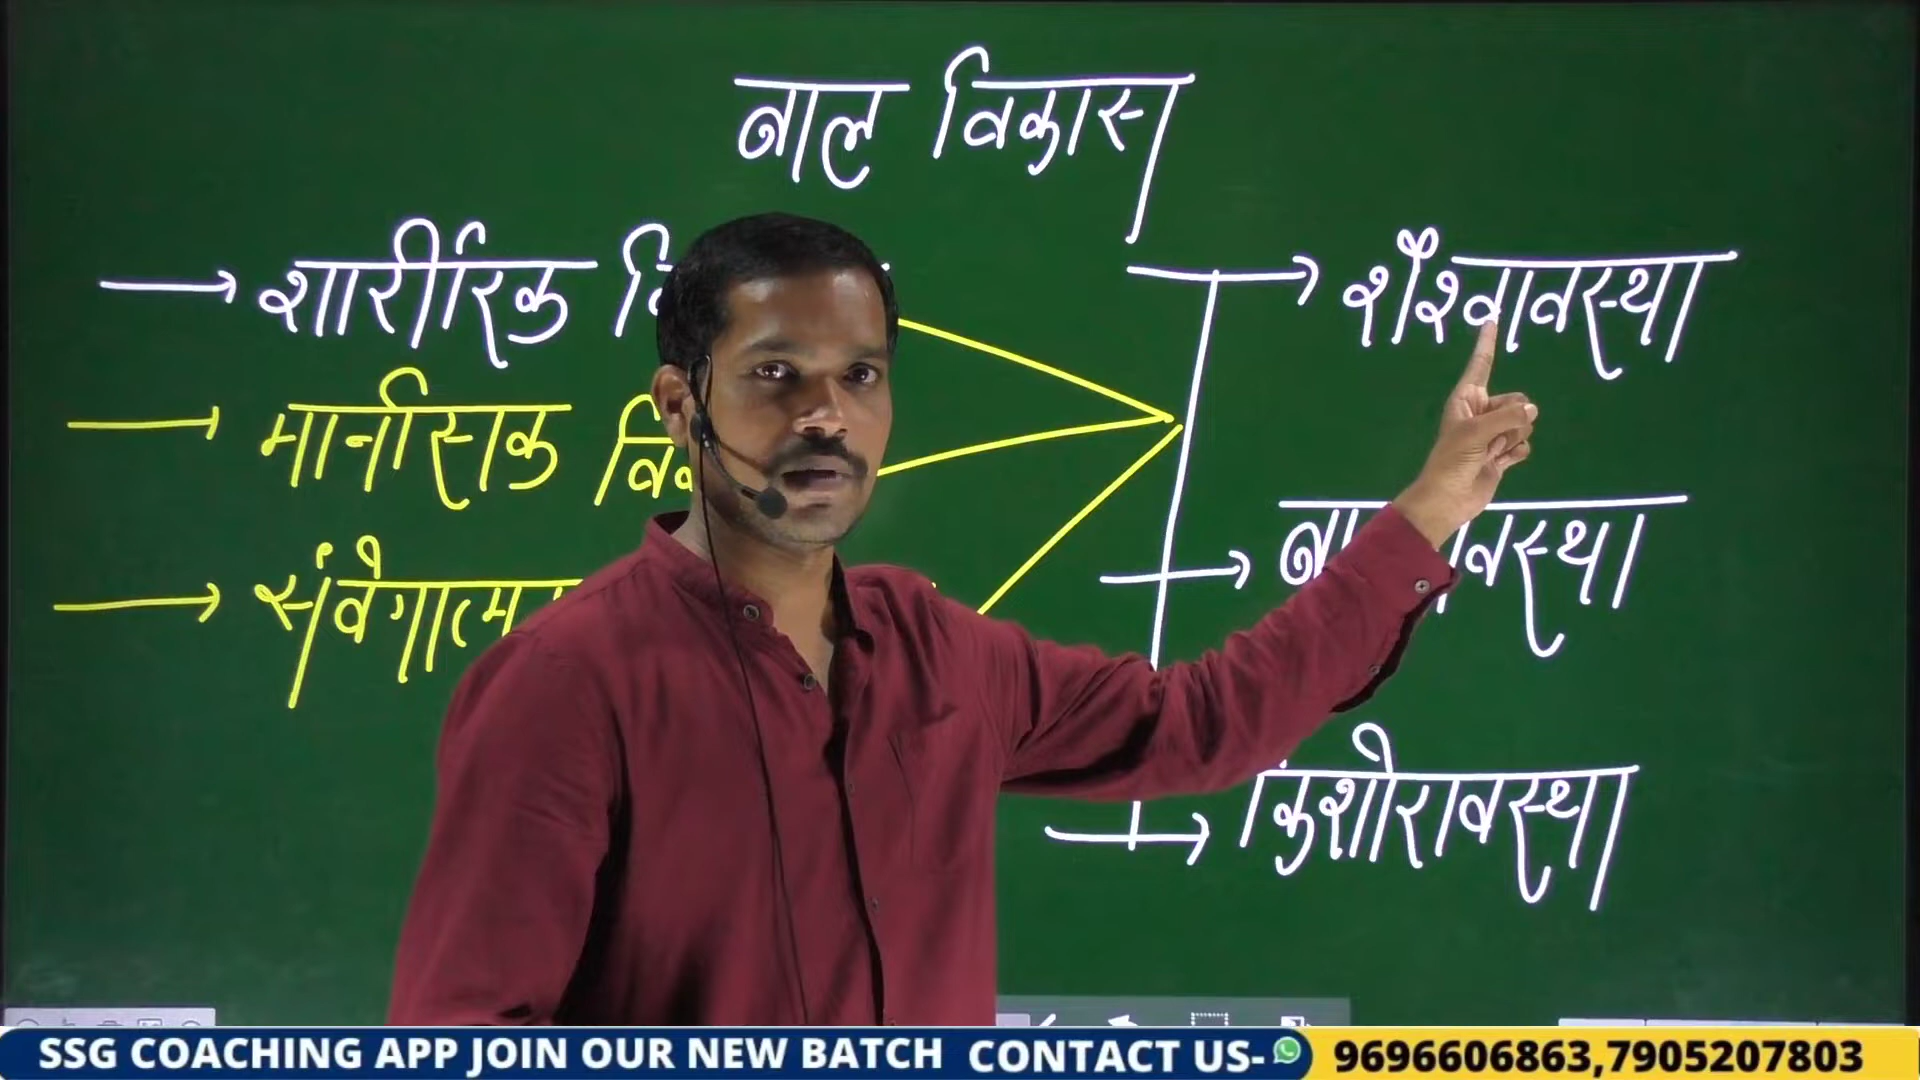 बाल विकास
→ शारीरिक
→ शैशवावस्था
→ मानसिक
→ संवेगात्म
→ किशोरावस्था
SSG COACHING APP JOIN OUR NEW BATCH CONTACT US- 9696606863,7905207803